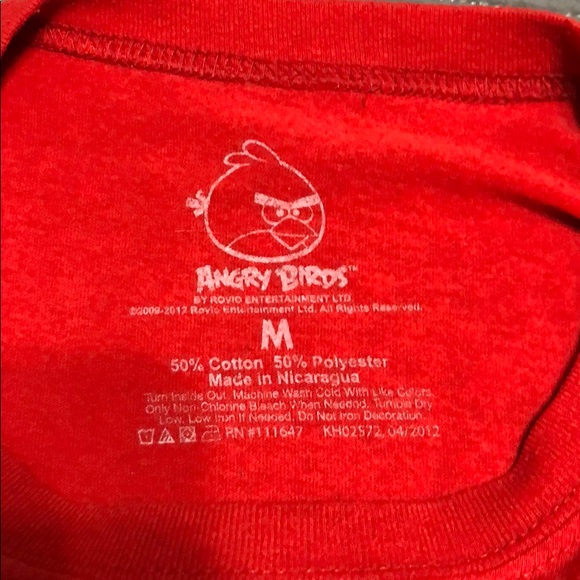 ANGRY BIRDS™
BY ROVIO ENTERTAINMENT LTD
©2009-2012 Rovio Entertainment Ltd. All Rights Reserved.
M
50% Cotton 50% Polyester
Made in Nicaragua
Turn Inside Out. Machine Wash Cold With Like Colors.
Only Non-Chlorine Bleach When Needed. Tumble Dry
Low. Low Iron If Needed. Do Not Iron Decoration.
RN #111647 KH02572, 04/2012